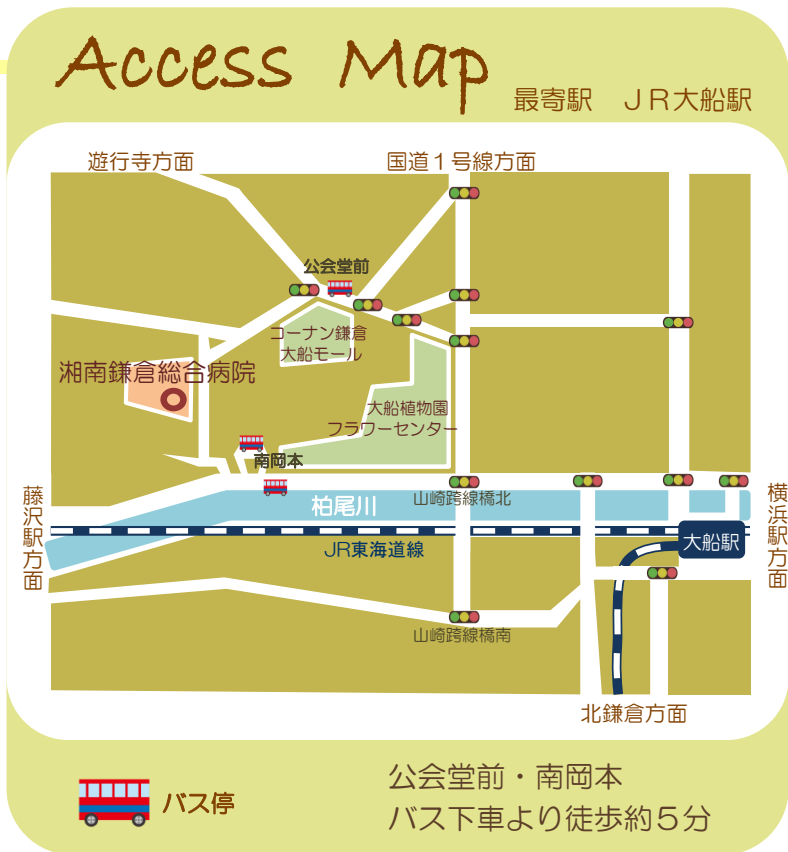 Access Map
最寄駅　ＪＲ大船駅
遊行寺方面
国道１号線方面
公会堂前
コーナン鎌倉
大船モール
湘南鎌倉総合病院
大船植物園
フラワーセンター
南岡本
山崎跨線橋北
柏尾川
藤沢駅方面
横浜駅方面
大船駅
JR東海道線
山崎跨線橋南
北鎌倉方面
バス停
公会堂前・南岡本
バス下車より徒歩約５分